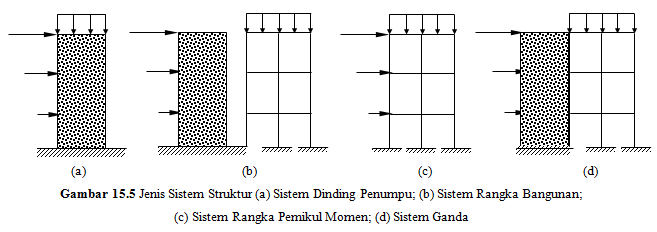 (a) (b) (c) (d)
Gambar 15.5 Jenis Sistem Struktur (a) Sistem Dinding Penumpu; (b) Sistem Rangka Bangunan;
(c) Sistem Rangka Pemikul Momen; (d) Sistem Ganda